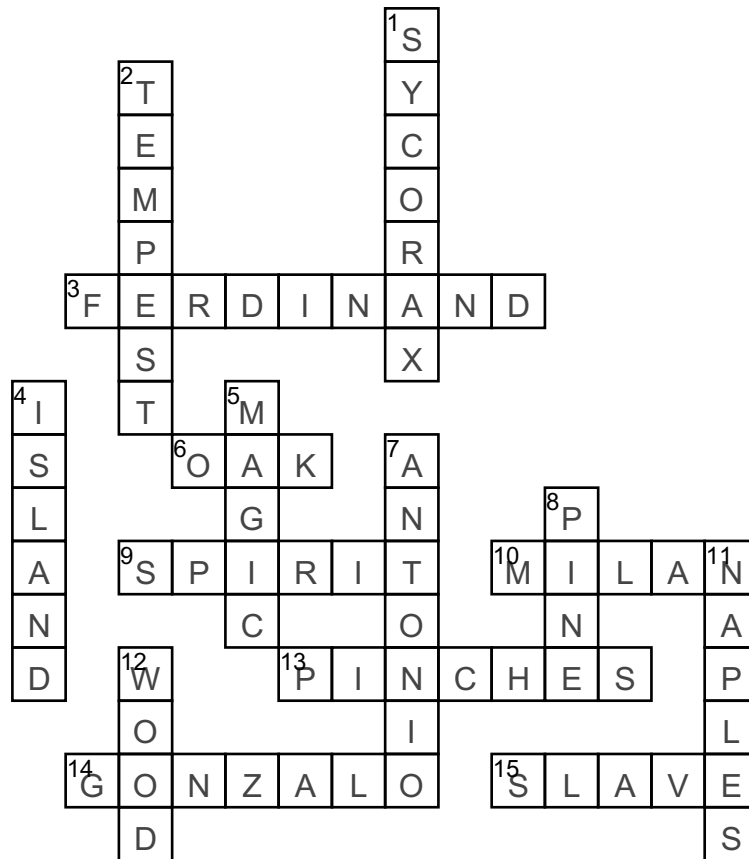 1 S
2 T Y
E C
M O
P R
3 F E R D I N A N D
S X
4 I T 5 M
S 6 O A K 7 A
L G N 8 P
A 9 S P I R I T 10 M I L A 11 N
N C O N A
D 12 W 13 P I N C H E S P
O I L
14 G O N Z A L O 15 S L A V E
D S